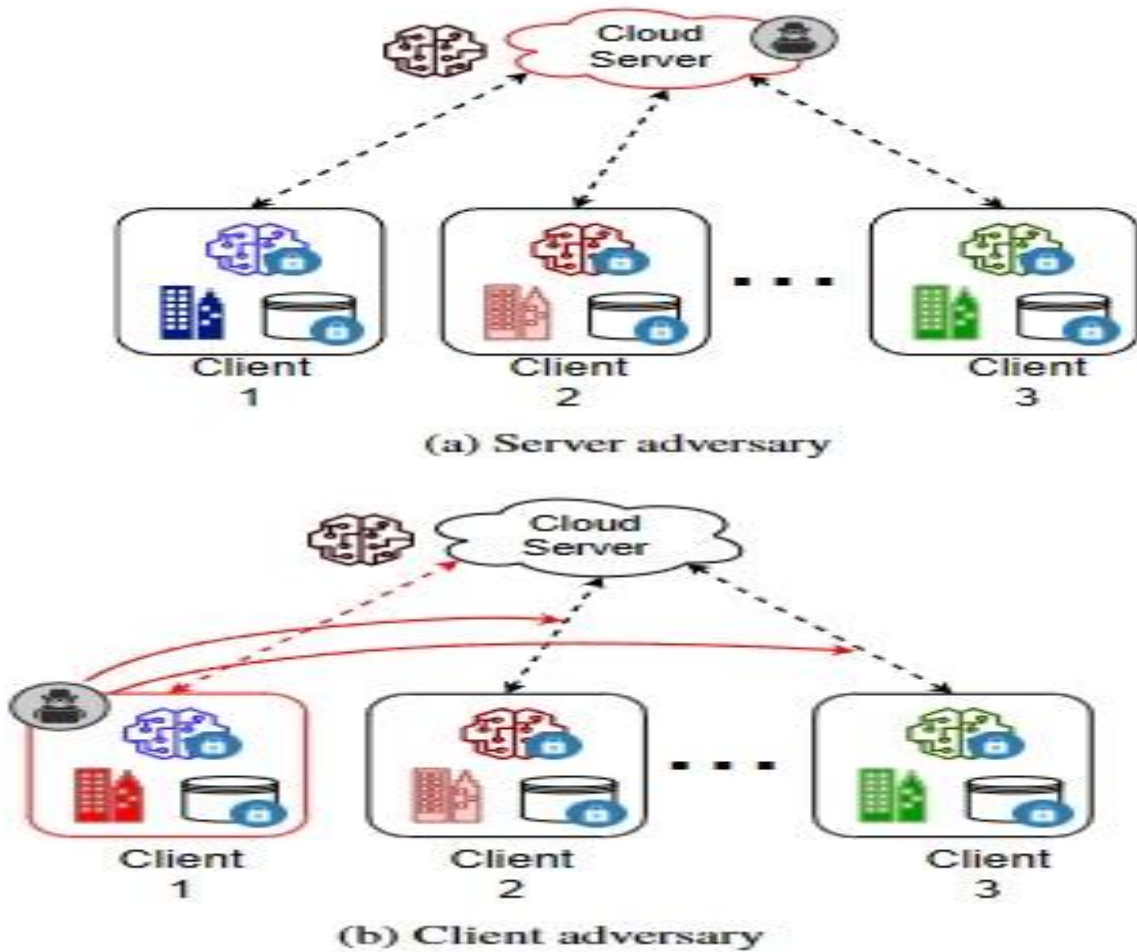 Cloud
Server
Client
1
Client
2
Client
3
(a) Server adversary
Cloud
Server
Client
1
Client
2
Client
3
(b) Client adversary